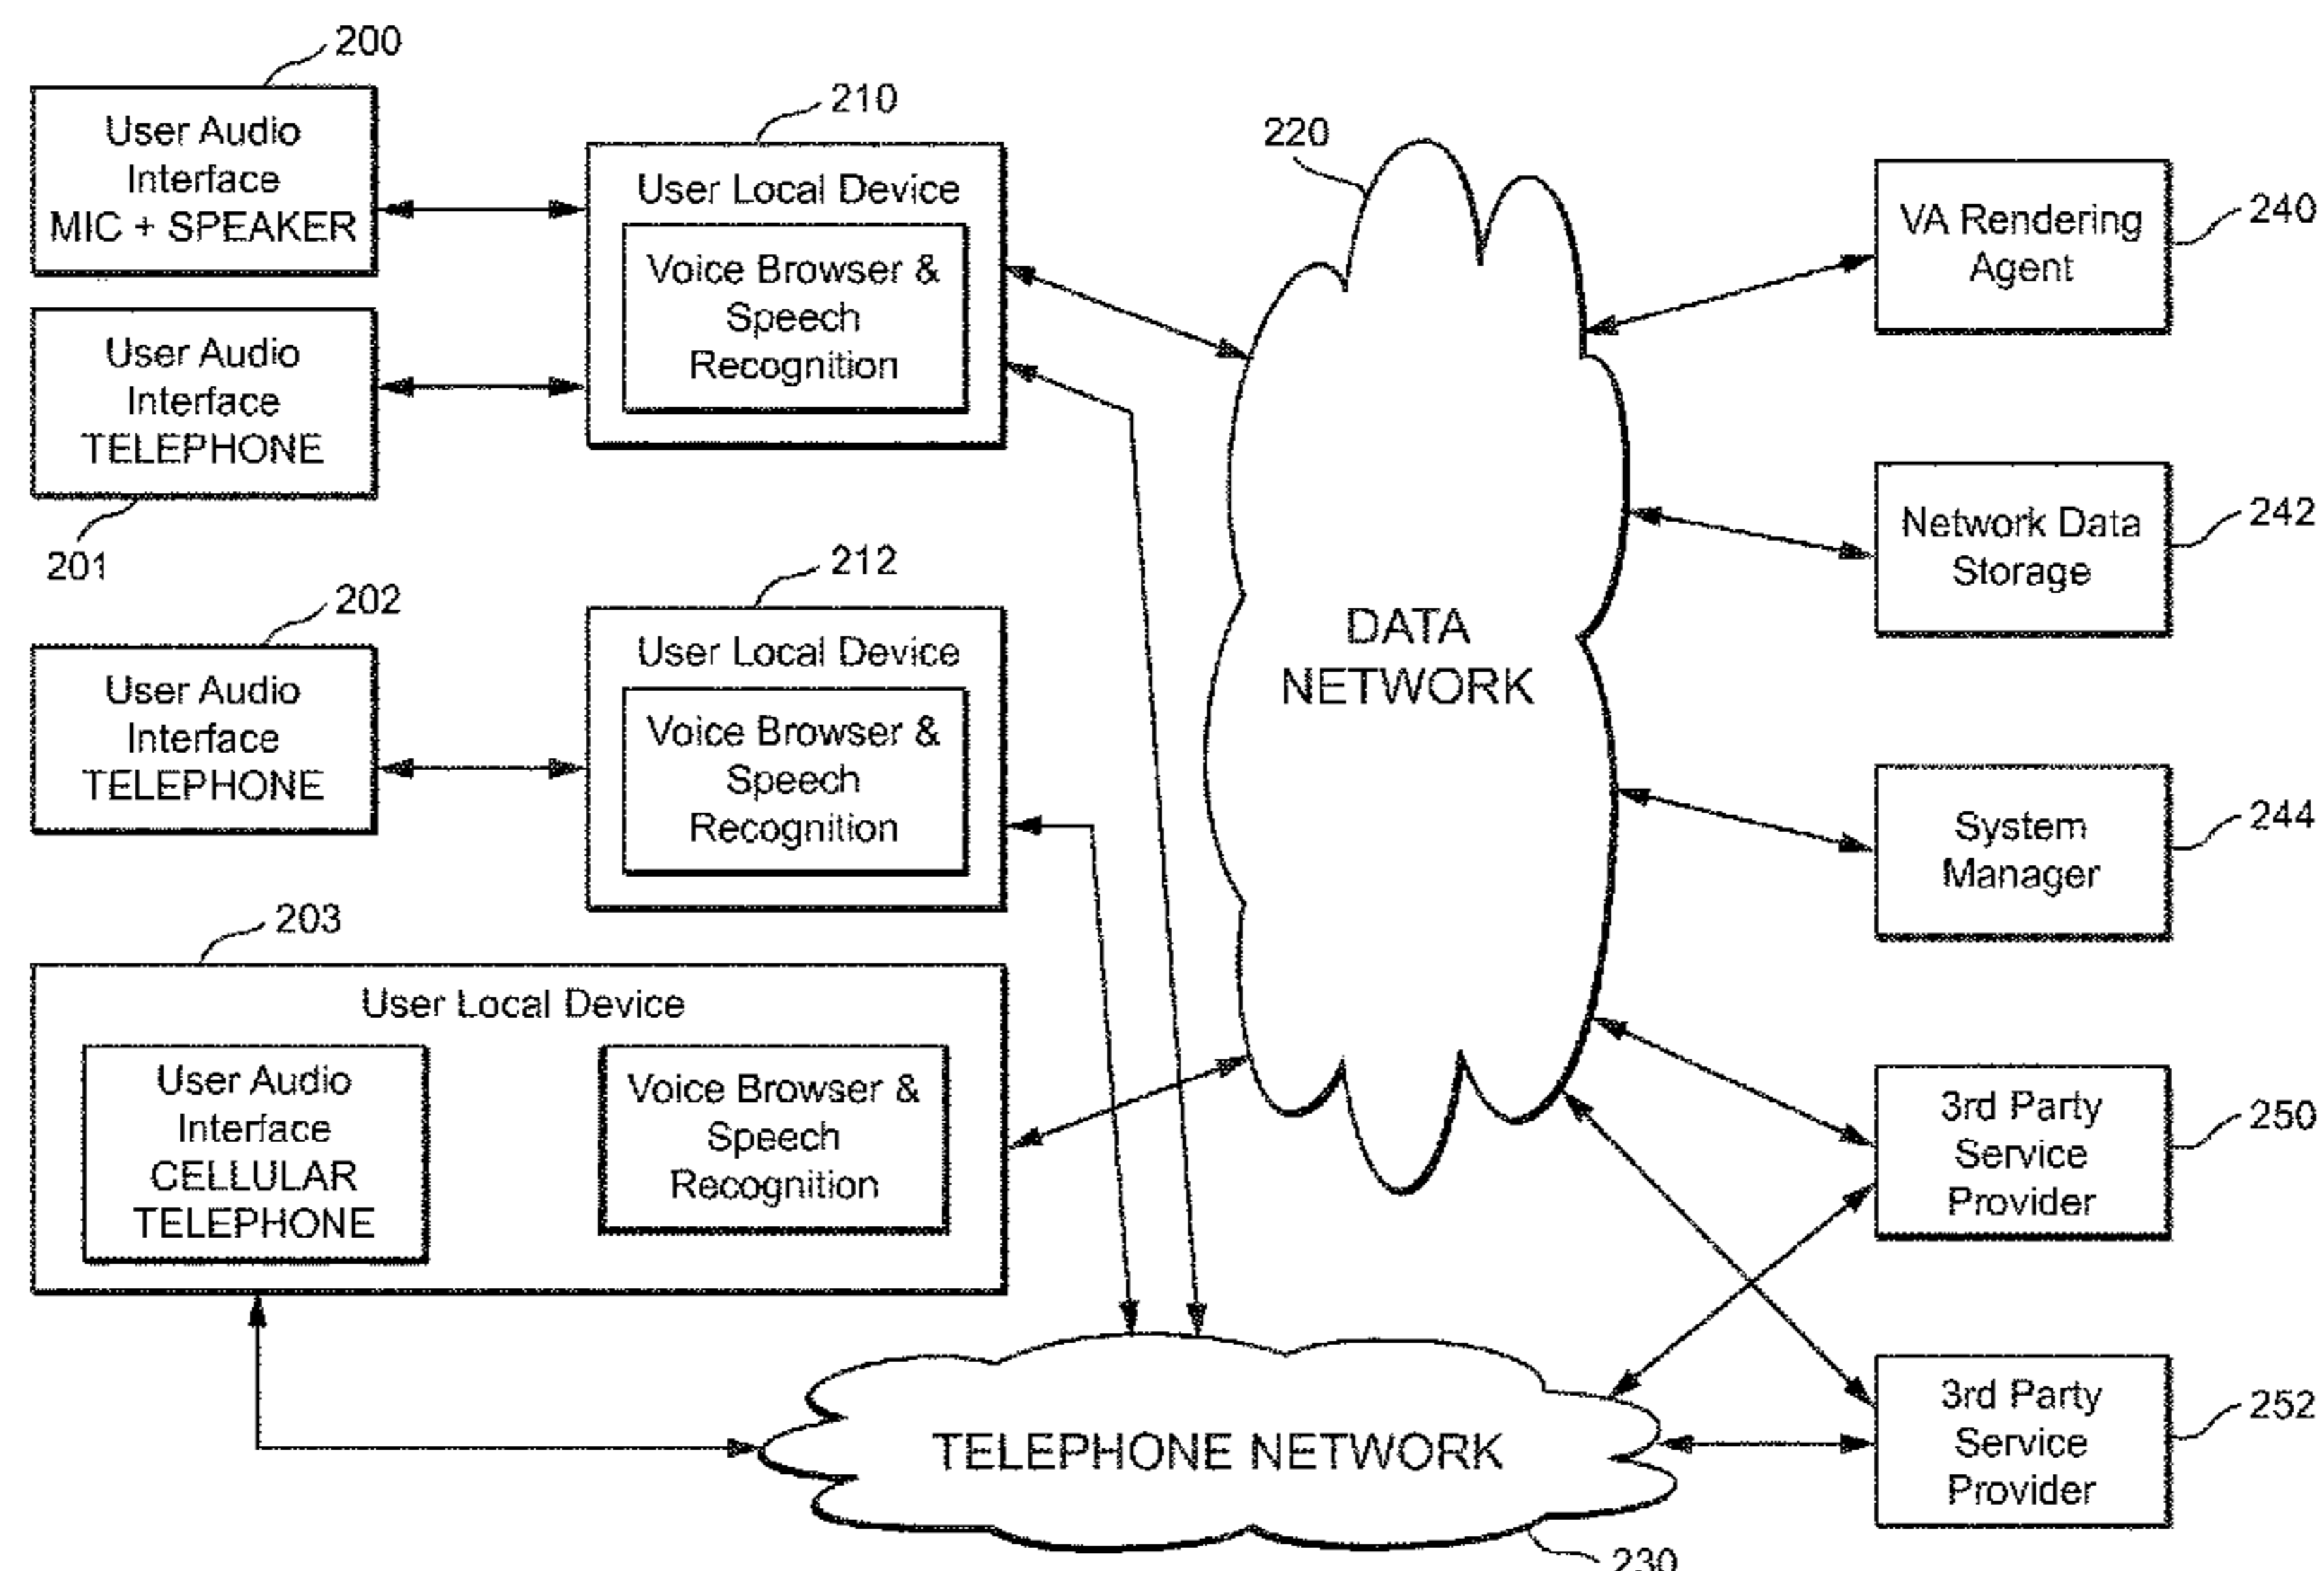 200
User Audio
Interface
MIC + SPEAKER
User Audio
Interface
TELEPHONE
201
210
User Local Device
Voice Browser &
Speech
Recognition
202
User Audio
Interface
TELEPHONE
212
User Local Device
Voice Browser &
Speech
Recognition
203
User Local Device
User Audio
Interface
CELLULAR
TELEPHONE
Voice Browser &
Speech
Recognition
220
DATA
NETWORK
TELEPHONE NETWORK
230
VA Rendering
Agent
240
Network Data
Storage
242
System
Manager
244
3rd Party
Service
Provider
250
3rd Party
Service
Provider
252